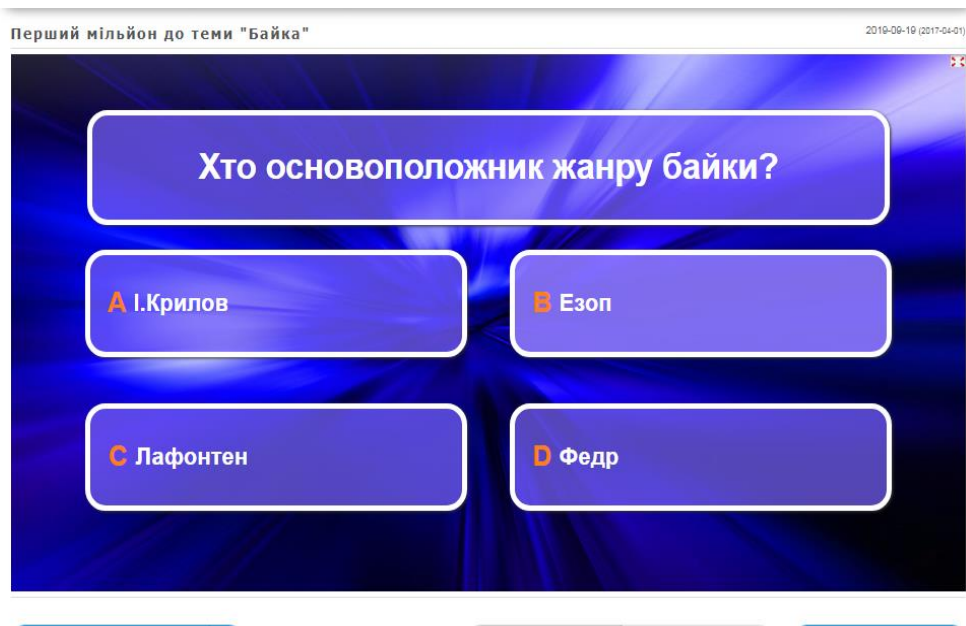 Перший мільйон до теми "Байка"
2019-09-19 (2017-04-01)
Хто основоположник жанру байки?
A І.Крилов
B Езоп
C Лафонтен
D Федр